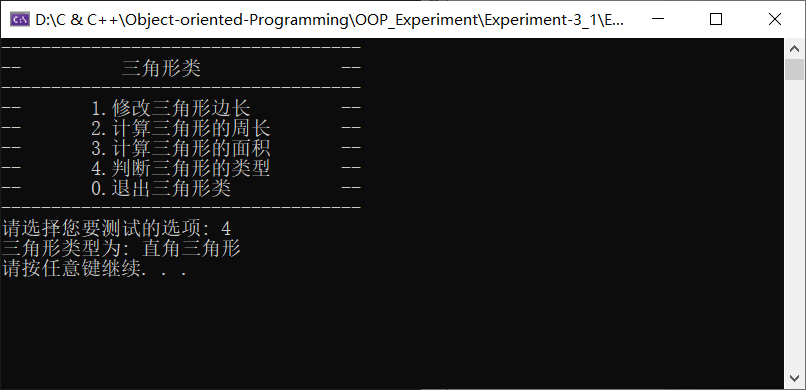 D:\C & C++\Object-oriented-Programming\OOP_Experiment\Experiment-3_1\E...
------------------------------------
--          三角形类              --
------------------------------------
--       1.修改三角形边长         --
--       2.计算三角形的周长       --
--       3.计算三角形的面积       --
--       4.判断三角形的类型       --
--       0.退出三角形类           --
------------------------------------
请选择您要测试的选项: 4
三角形类型为: 直角三角形
请按任意键继续. . .